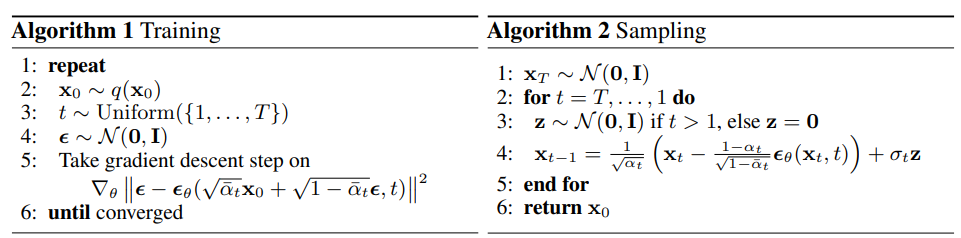 Algorithm 1 Training
1: repeat
2: x₀ ∼ q(x₀)
3: t ∼ Uniform({1, . . . , T})
4: ϵ ∼ 𝒩(0, I)
5: Take gradient descent step on
∇_θ ‖ϵ − ϵ_θ(√ᾱ_t x₀ + √(1 − ᾱ_t) ϵ, t)‖²
6: until converged
Algorithm 2 Sampling
1: x_T ∼ 𝒩(0, I)
2: for t = T, . . . , 1 do
3: z ∼ 𝒩(0, I) if t > 1, else z = 0
4: x_{t−1} = 1/√α_t (x_t − (1−α_t)/√(1−ᾱ_t) ϵ_θ(x_t, t)) + σ_t z
5: end for
6: return x₀